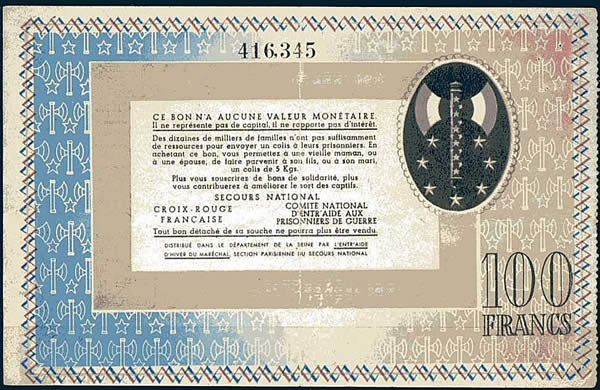 416.345
CE BON N'A AUCUNE VALEUR MONÉTAIRE.
Il ne représente pas de capital, il ne rapporte pas d'intérêt.
Des dizaines de milliers de familles n'ont pas suffisamment
de ressources pour envoyer un colis à leurs prisonniers. En
achetant ce bon, vous permettez à une vieille maman, ou
à une épouse, de faire parvenir à son fils, ou à son mari,
un colis de 5 Kgs.
Plus vous souscrirez de bons de solidarité, plus
vous contribuerez à améliorer le sort des captifs.
SECOURS NATIONAL
CROIX-ROUGE FRANÇAISE
COMITÉ NATIONAL D'ENTR'AIDE AUX PRISONNIERS DE GUERRE
Tout bon détaché de sa souche ne pourra plus être vendu.
DISTRIBUÉ DANS LE DÉPARTEMENT DE LA SEINE PAR L'ENTR'AIDE
D'HIVER DU MARÉCHAL, SECTION PARISIENNE DU SECOURS NATIONAL
100
FRANCS